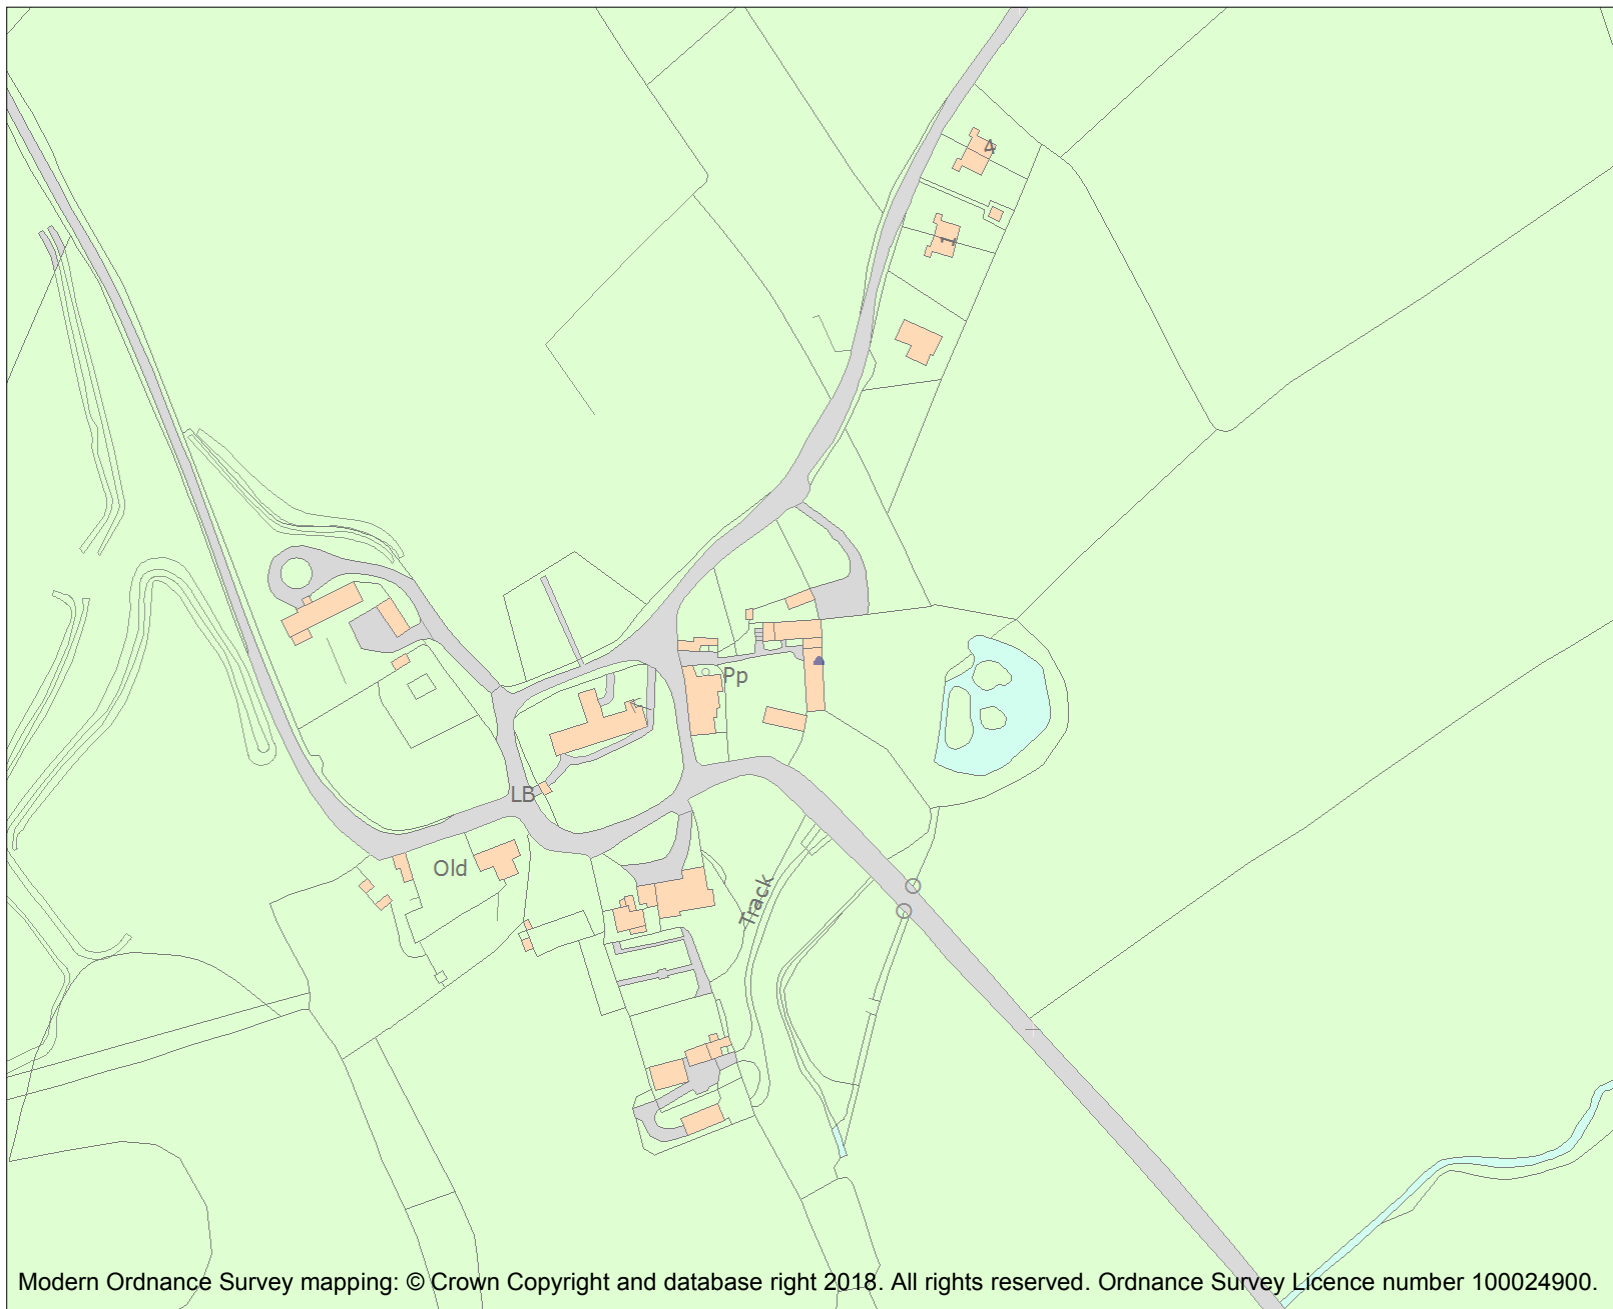 4
1
Pp
LB
Old
Track
Modern Ordnance Survey mapping: © Crown Copyright and database right 2018. All rights reserved. Ordnance Survey Licence number 100024900.